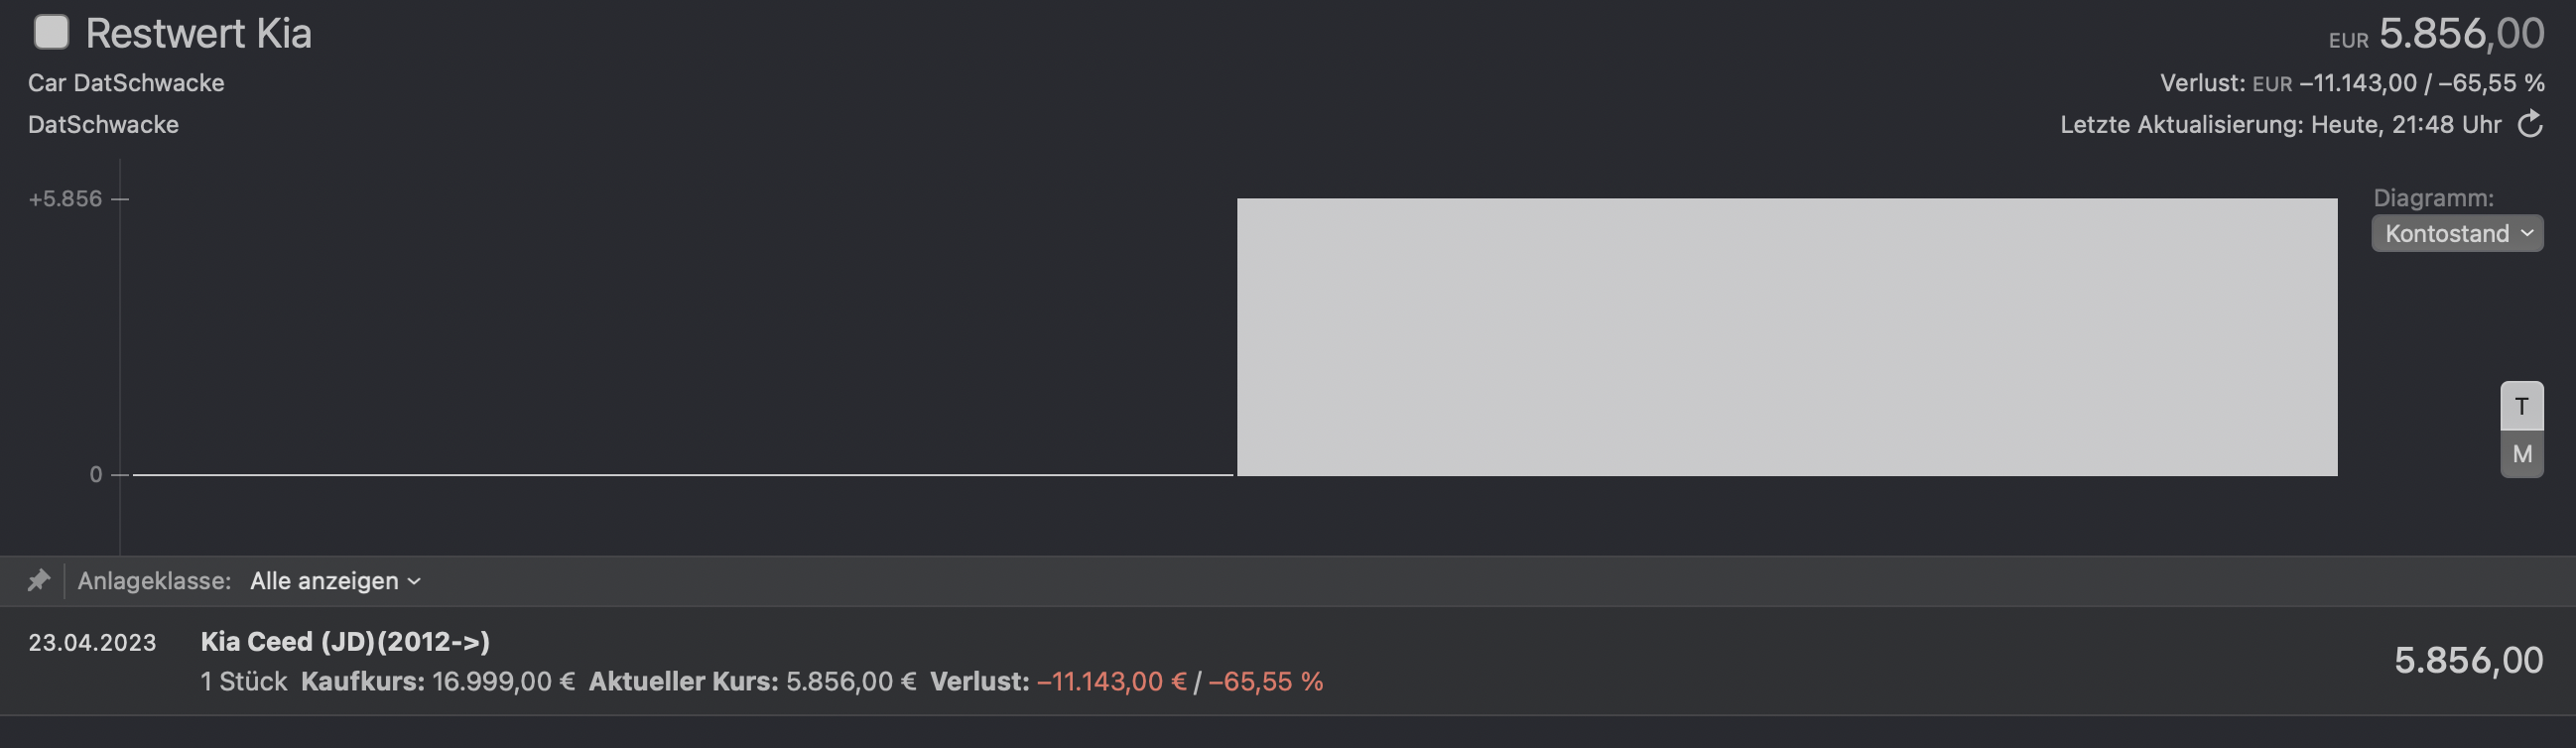 Restwert Kia
EUR 5.856,00
Car DatSchwacke
Verlust: EUR –11.143,00 / –65,55 %
DatSchwacke
Letzte Aktualisierung: Heute, 21:48 Uhr
+5.856
0
Diagramm:
Kontostand
T
M
Anlageklasse: Alle anzeigen
23.04.2023 Kia Ceed (JD)(2012->)
1 Stück Kaufkurs: 16.999,00 € Aktueller Kurs: 5.856,00 € Verlust: –11.143,00 € / –65,55 %
5.856,00